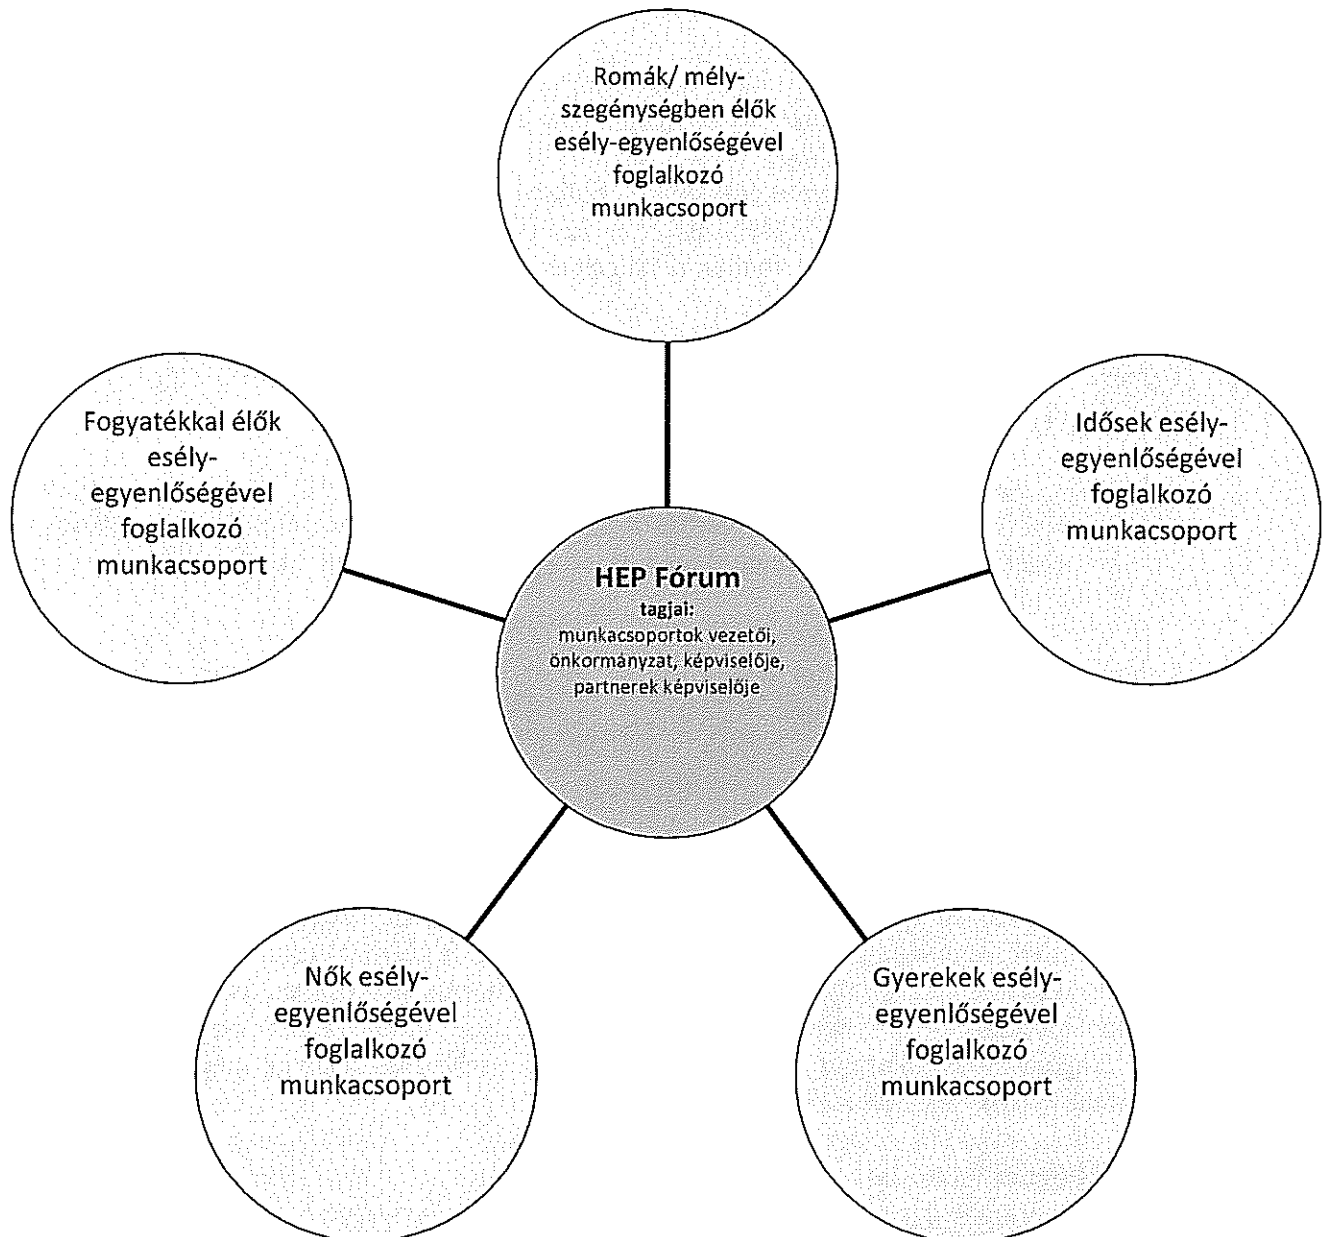 Romák/ mély-
szegénységben élők
esély-egyenlőségével
foglalkozó
munkacsoport
Fogyatékkal élők
esély-
egyenlőségével
foglalkozó
munkacsoport
Idősek esély-
egyenlőségével
foglalkozó
munkacsoport
HEP Fórum
tagjai:
munkacsoportok vezetői,
önkormányzat, képviselője,
partnerek képviselője
Nők esély-
egyenlőségével
foglalkozó
munkacsoport
Gyerekek esély-
egyenlőségével
foglalkozó
munkacsoport